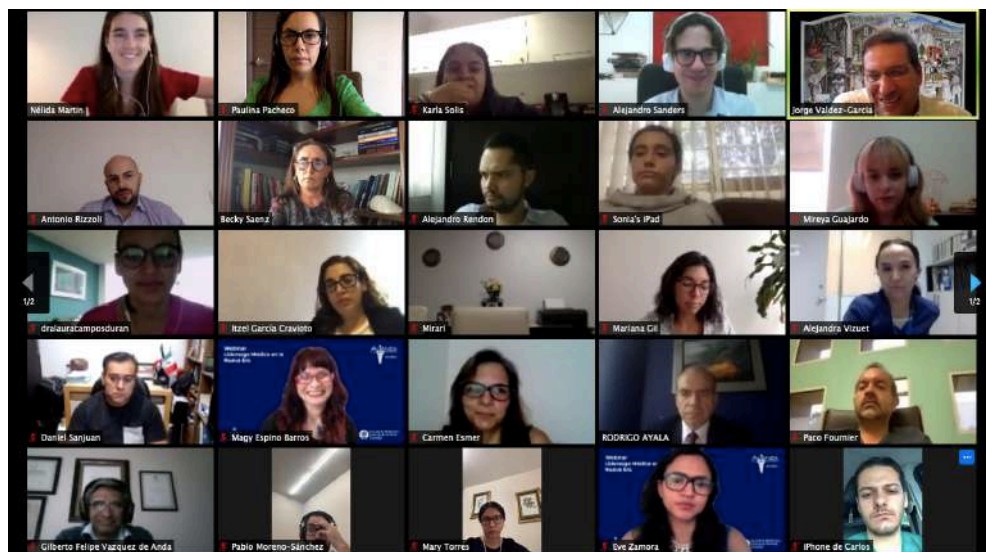 Nélida Martin
Paulina Pacheco
Karla Solis
Alejandro Sanders
Jorge Valdez-Garcia
Antonio Rizzoli
Becky Saenz
Alejandro Rendon
Sonia's iPad
Mireya Guajardo
1/2
1/2
dralauracamposduran
Itzel García Cravioto
Mirari
Mariana Gil
Alejandra Vizuet
Webinar
Liderazgo Médico en la
Nueva Era
Daniel Sanjuan
Magy Espino Barros
Carmen Esmer
RODRIGO AYALA
Paco Fournier
Webinar
Liderazgo Médico en la
Nueva Era
Gilberto Felipe Vazquez de Anda
Pablo Moreno-Sánchez
Mary Torres
Eve Zamora
iPhone de Carlos